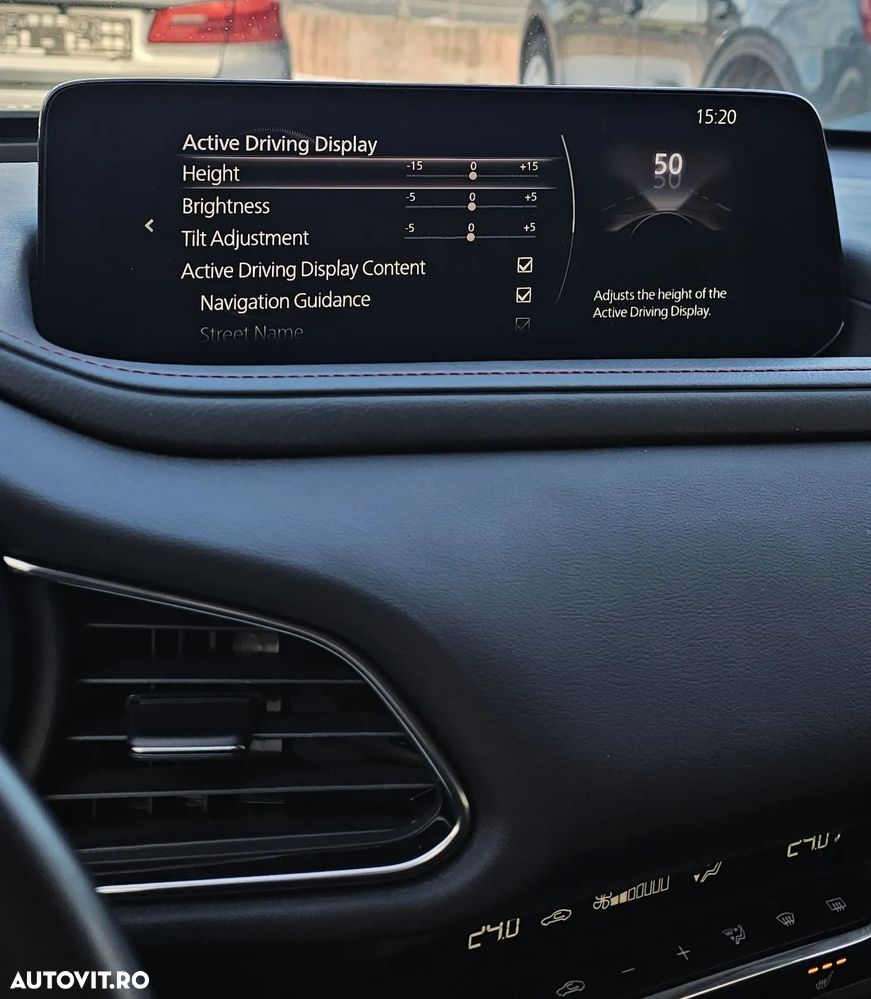 15:20
Active Driving Display
Height -15 0 +15
Brightness -5 0 +5
Tilt Adjustment -5 0 +5
Active Driving Display Content
Navigation Guidance
Street Name
50
50
Adjusts the height of the
Active Driving Display.
24.0
AUTOVIT.RO